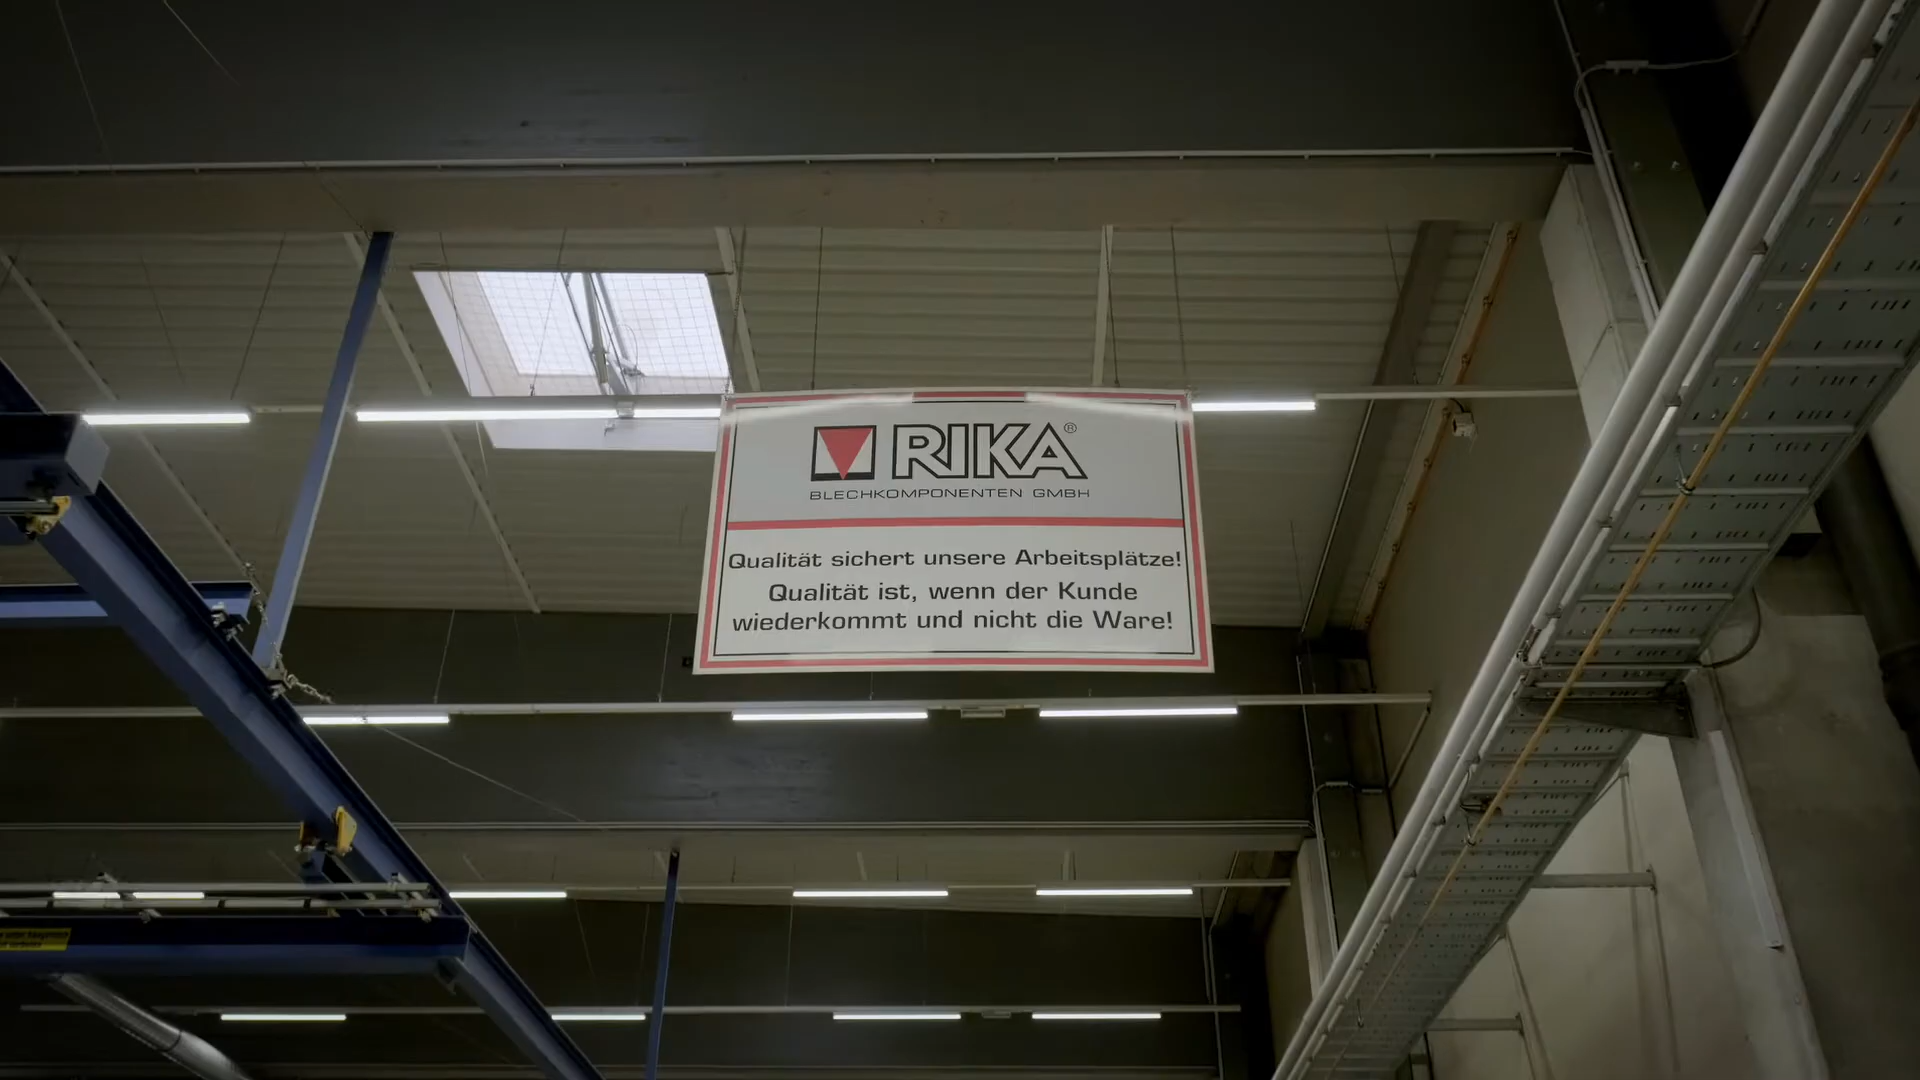 RIKA®
BLECHKOMPONENTEN GMBH
Qualität sichert unsere Arbeitsplätze!
Qualität ist, wenn der Kunde
wiederkommt und nicht die Ware!